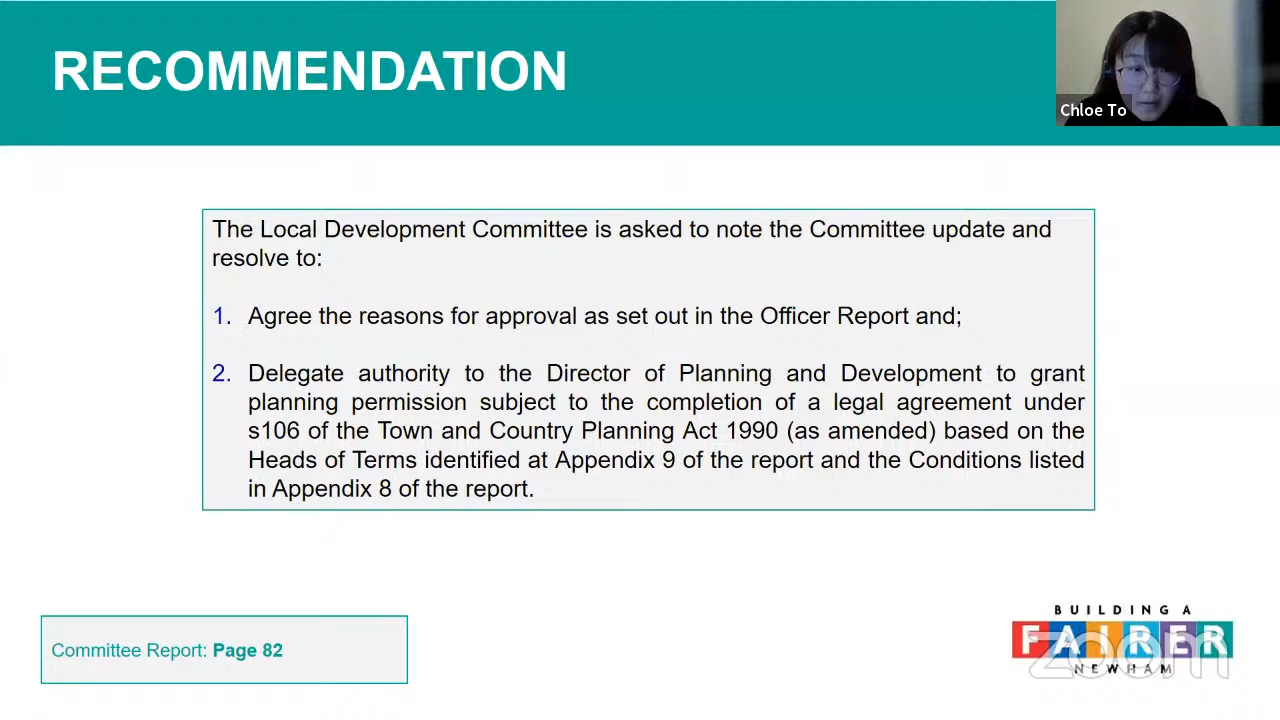 RECOMMENDATION
Chloe To
The Local Development Committee is asked to note the Committee update and
resolve to:
1. Agree the reasons for approval as set out in the Officer Report and;
2. Delegate authority to the Director of Planning and Development to grant
planning permission subject to the completion of a legal agreement under
s106 of the Town and Country Planning Act 1990 (as amended) based on the
Heads of Terms identified at Appendix 9 of the report and the Conditions listed
in Appendix 8 of the report.
Committee Report: Page 82
BUILDING A
FAIRER
zoom
NEWHAM